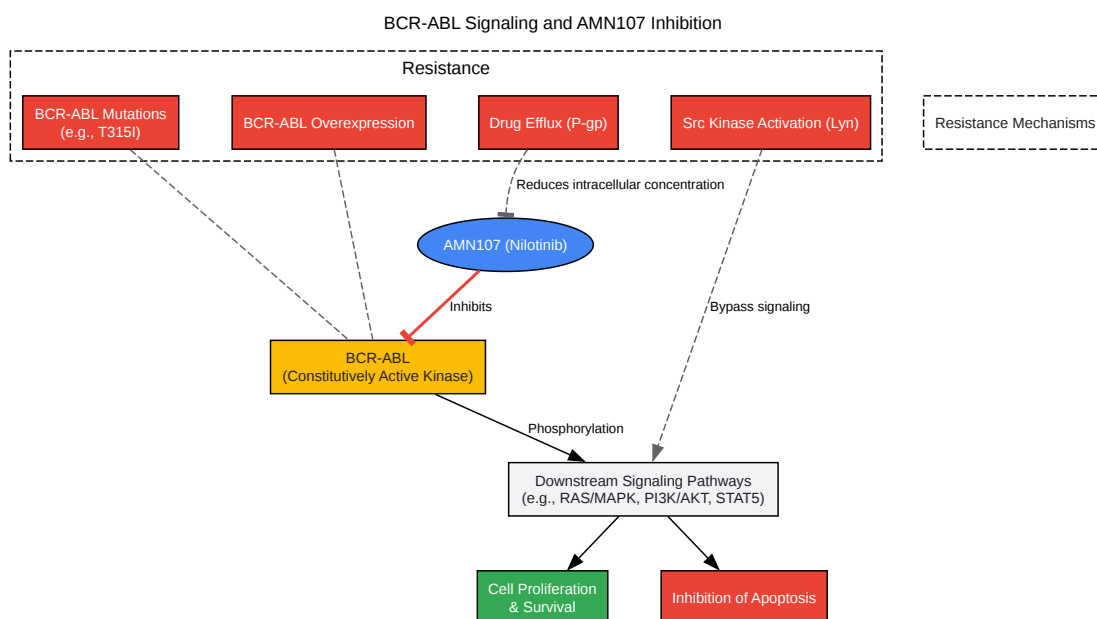 BCR-ABL Signaling and AMN107 Inhibition
Resistance
BCR-ABL Mutations
(e.g., T315I)
BCR-ABL Overexpression
Drug Efflux (P-gp)
Src Kinase Activation (Lyn)
Resistance Mechanisms
Reduces intracellular concentration
AMN107 (Nilotinib)
Inhibits
Bypass signaling
BCR-ABL
(Constitutively Active Kinase)
Phosphorylation
Downstream Signaling Pathways
(e.g., RAS/MAPK, PI3K/AKT, STAT5)
Cell Proliferation
& Survival
Inhibition of Apoptosis